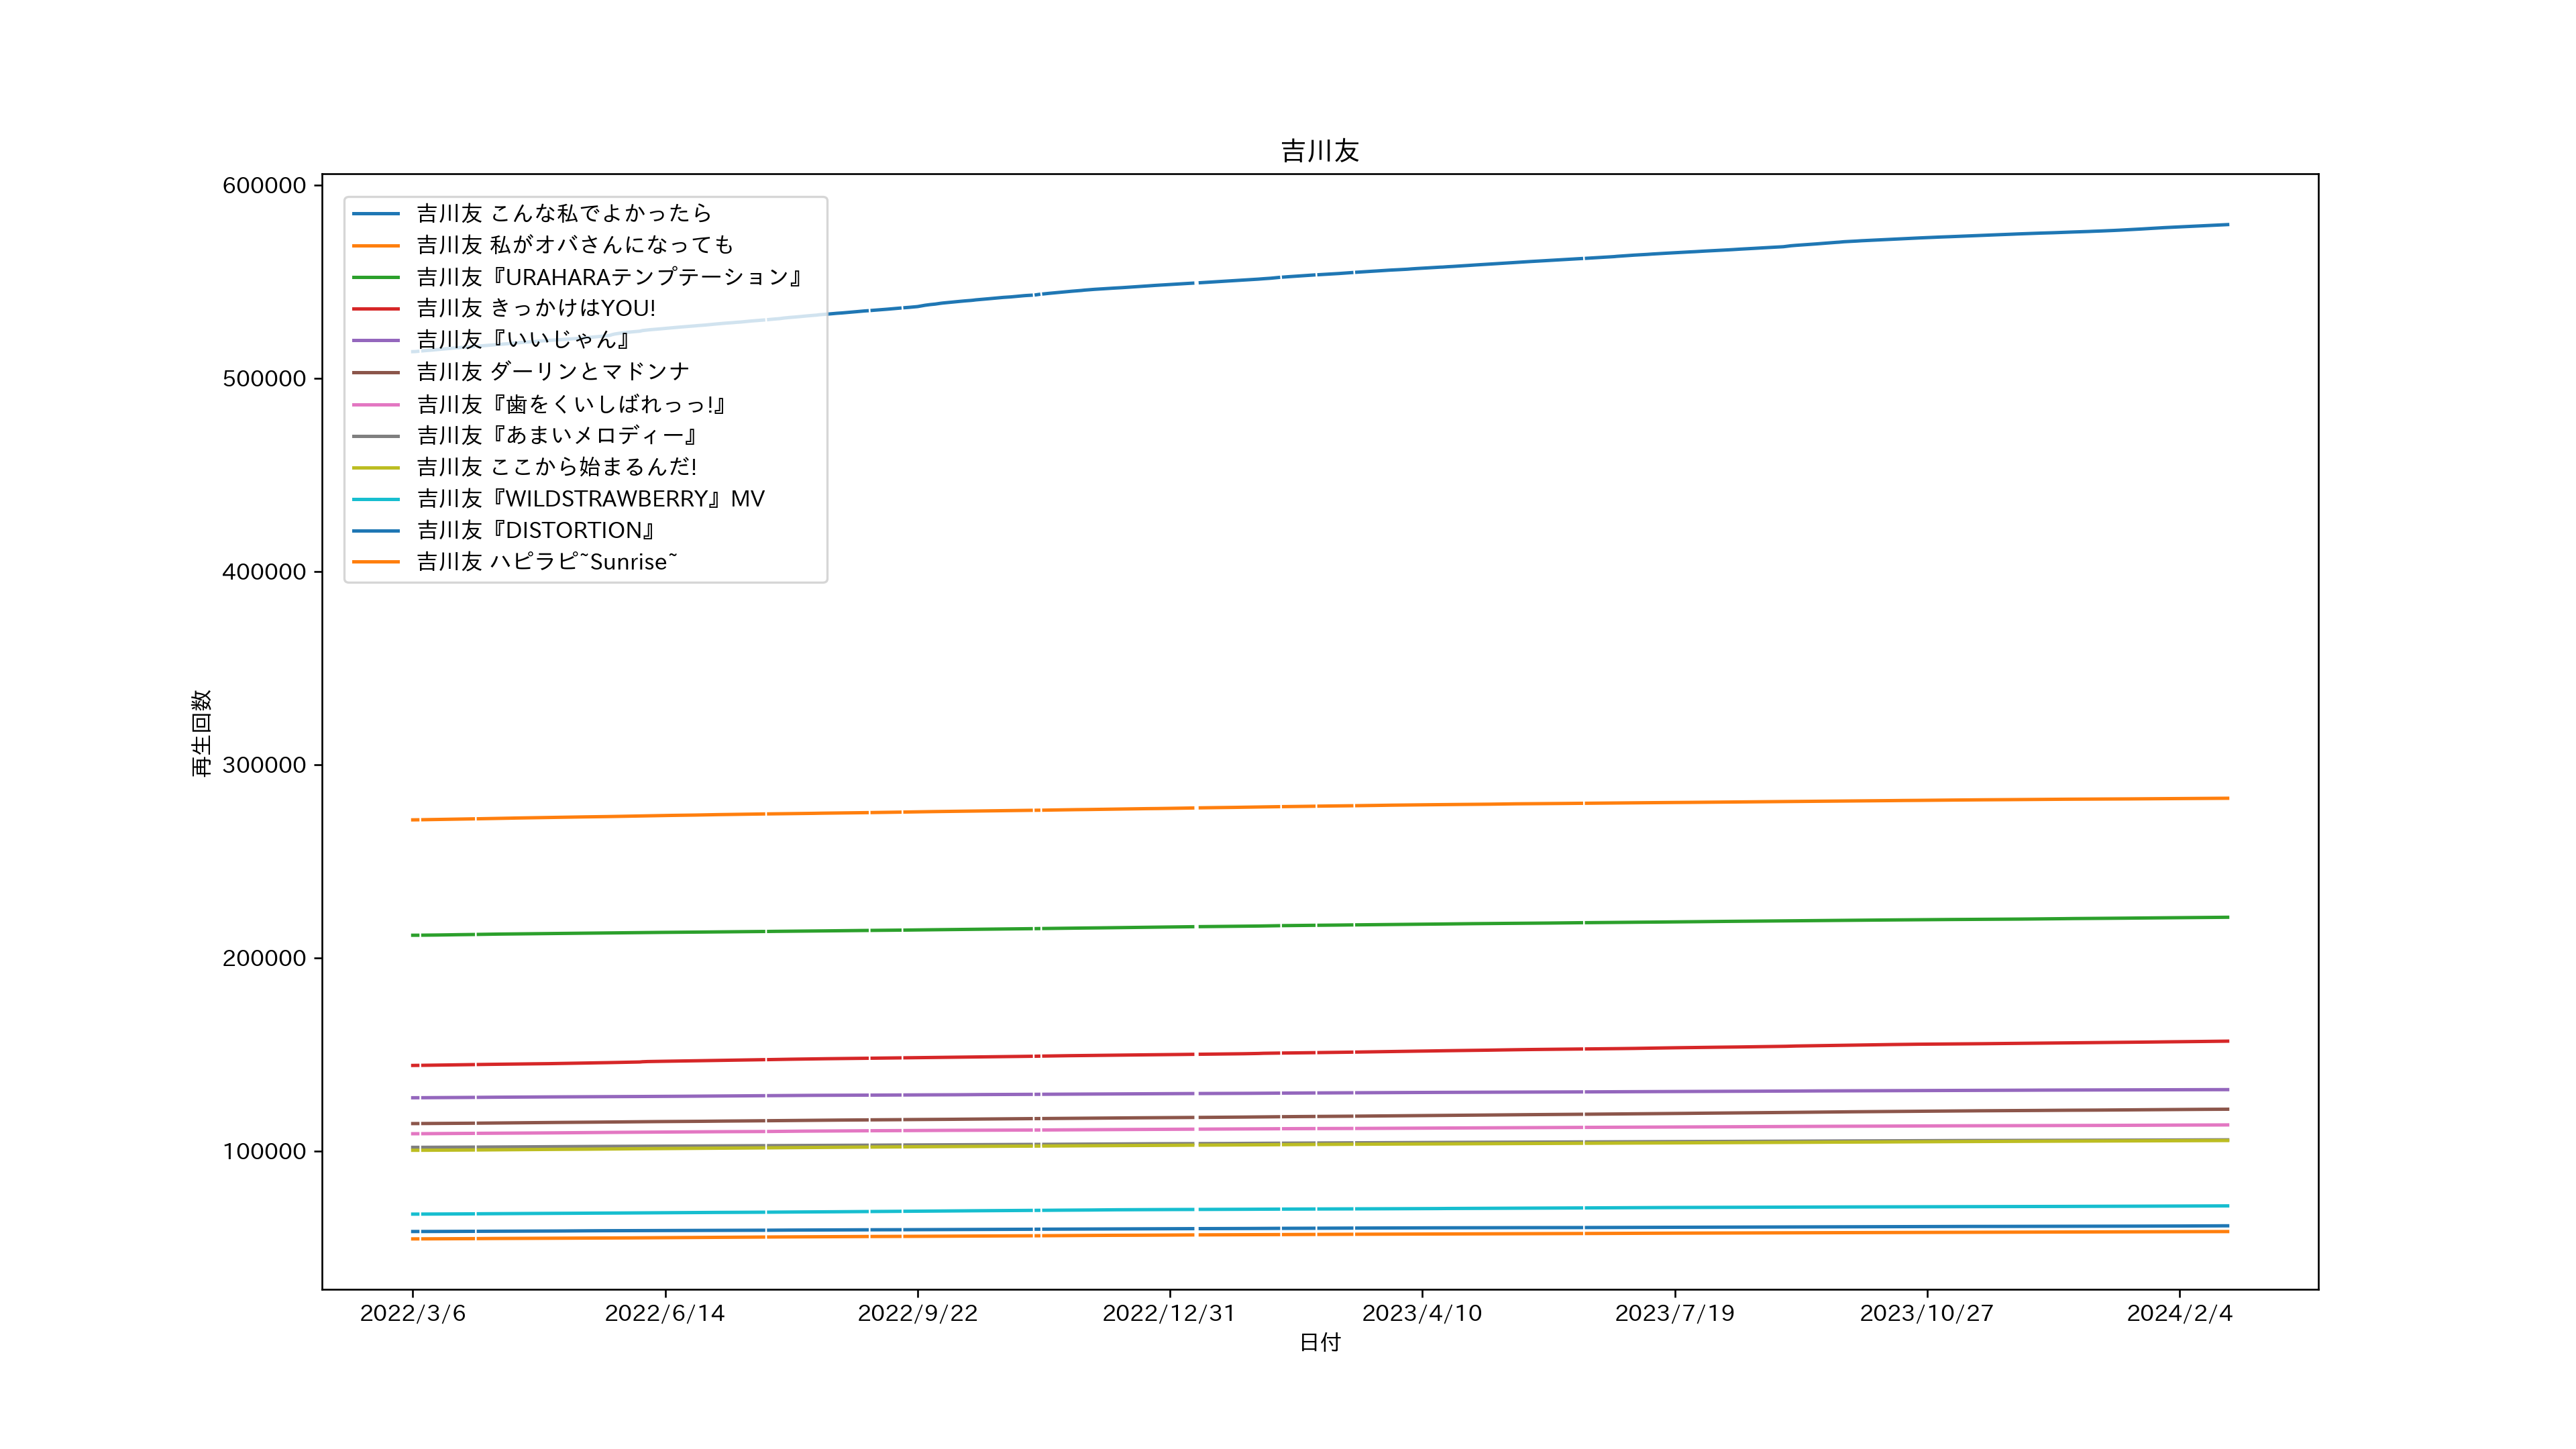 吉川友
600000
500000
400000
300000
200000
100000
再生回数
吉川友 こんな私でよかったら
吉川友 私がオバさんになっても
吉川友『URAHARAテンプテーション』
吉川友 きっかけはYOU!
吉川友『いいじゃん』
吉川友 ダーリンとマドンナ
吉川友『歯をくいしばれっっ!』
吉川友『あまいメロディー』
吉川友 ここから始まるんだ!
吉川友『WILDSTRAWBERRY』MV
吉川友『DISTORTION』
吉川友 ハピラピ~Sunrise~
2022/3/6
2022/6/14
2022/9/22
2022/12/31
2023/4/10
2023/7/19
2023/10/27
2024/2/4
日付